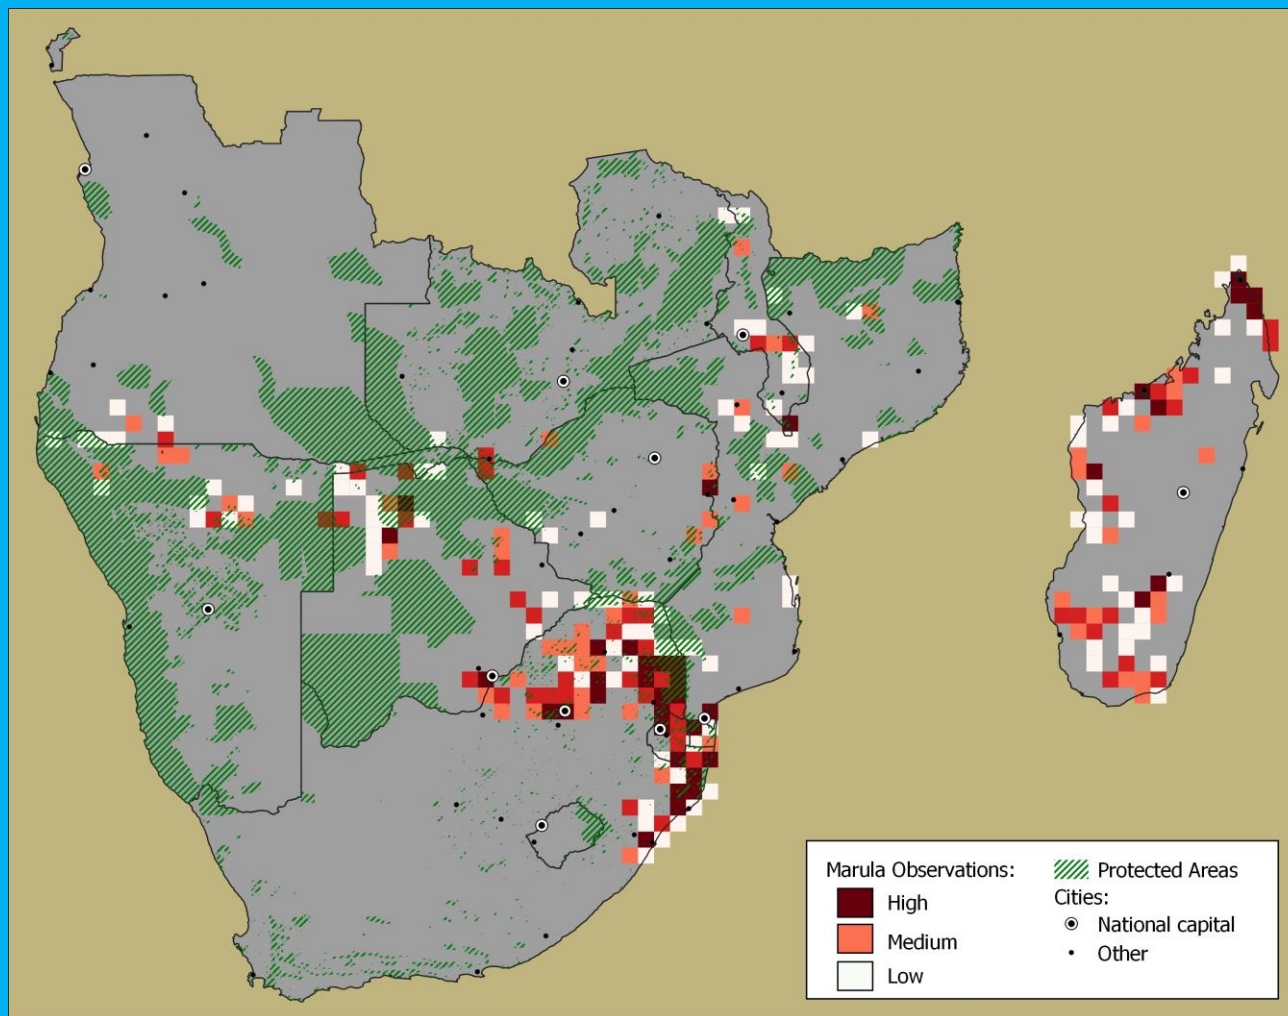 Marula Observations:
High
Medium
Low
Protected Areas
Cities:
National capital
Other